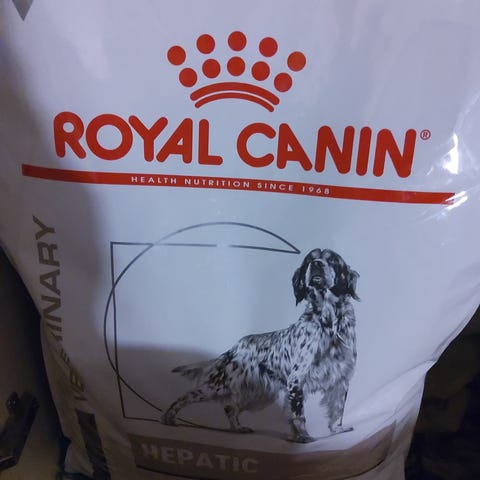 ROYAL CANIN®
HEALTH NUTRITION SINCE 1968
HEPATIC